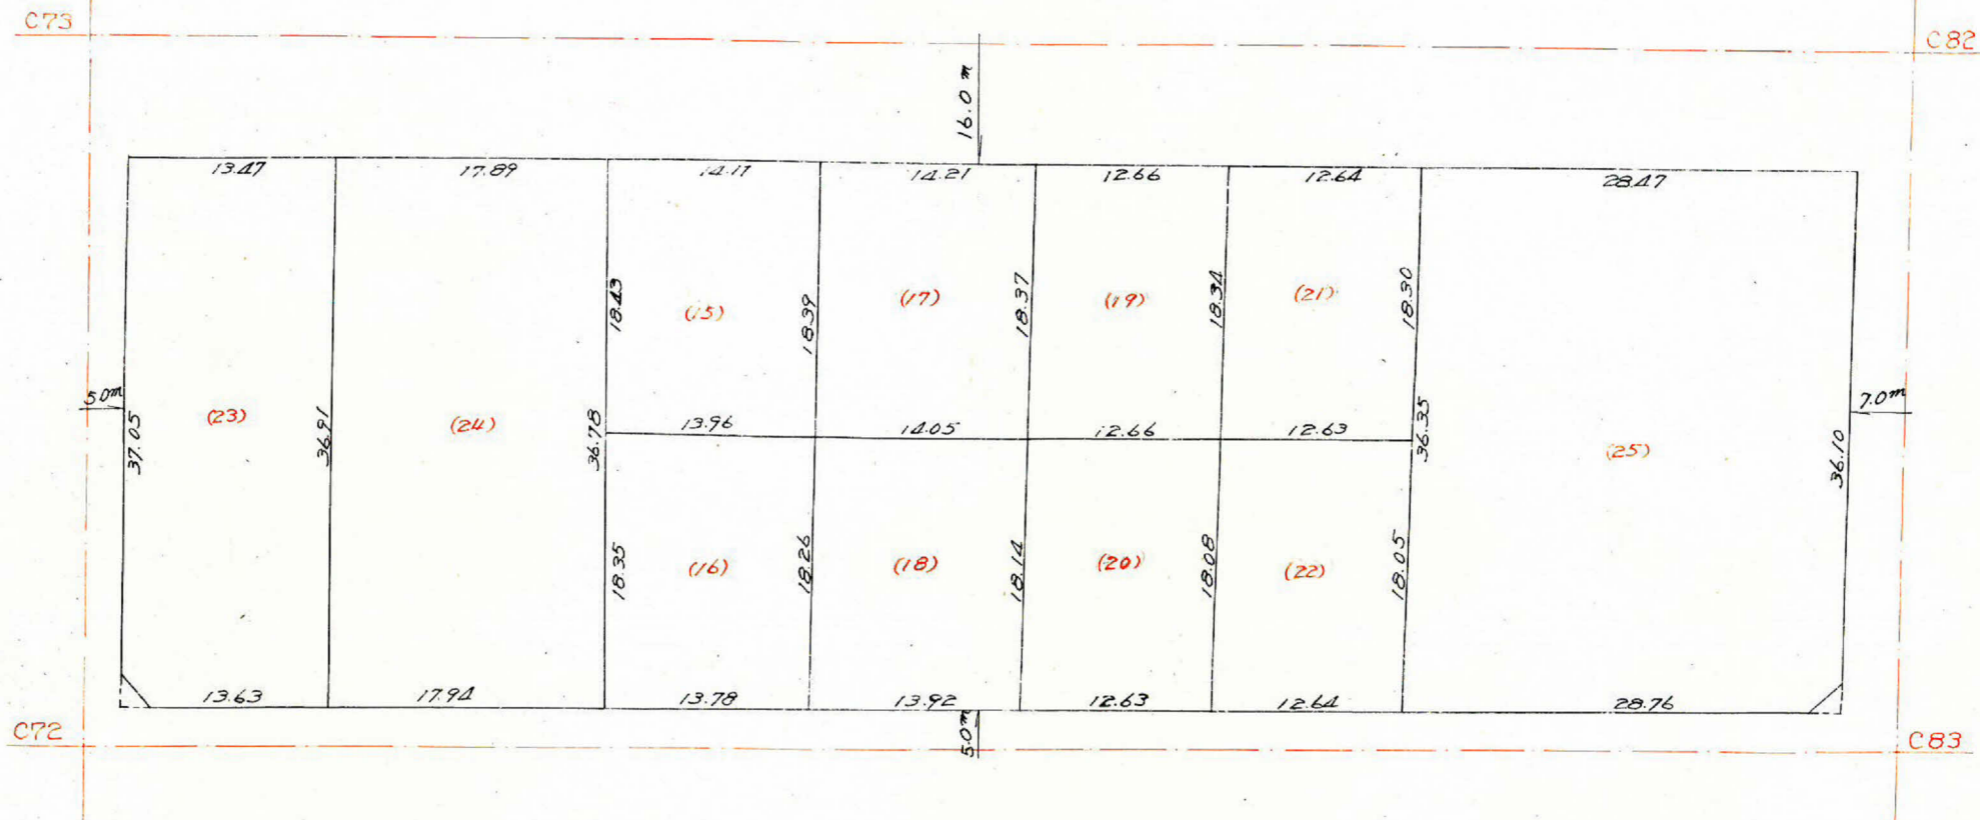 C73
C82
16.0 m
13.47 17.89 14.17 14.21 12.66 12.64 28.47
18.43 18.39 18.37 18.34 18.30
(15) (17) (19) (21)
5.0m 7.0m
37.05 (23) 36.91 (24) 36.78 36.35 (25) 36.10
13.96 14.05 12.66 12.63
18.35 18.26 18.14 18.08 18.05
(16) (18) (20) (22)
13.63 17.94 13.78 13.92 12.63 12.64 28.76
5.0m
C72
C83